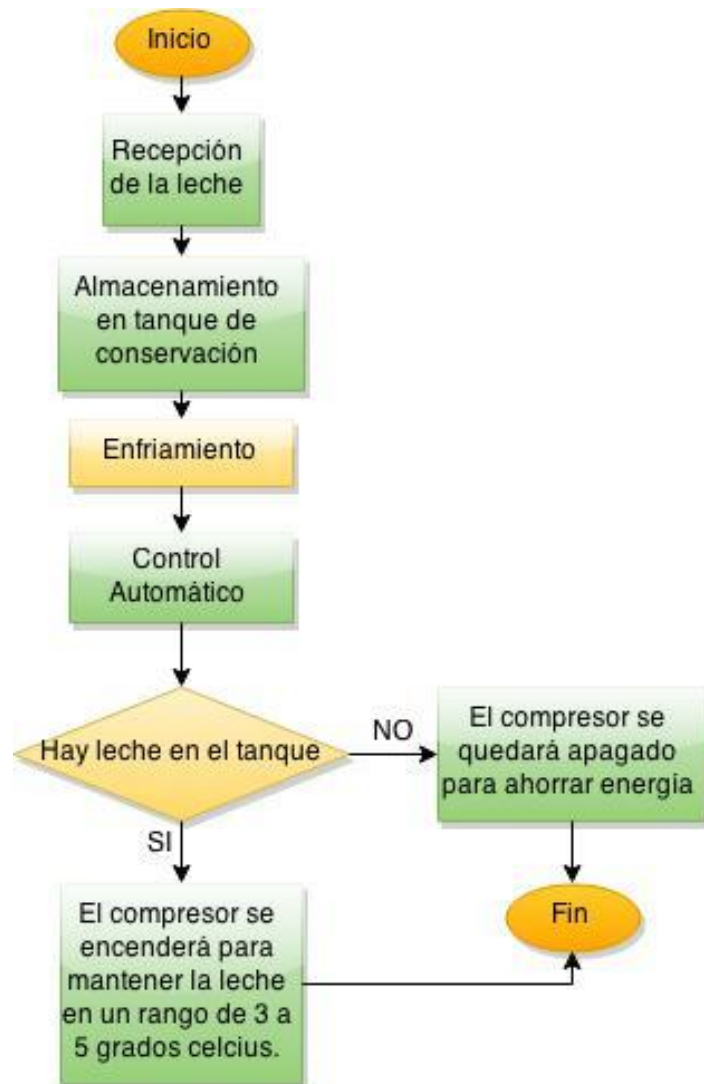 Inicio
Recepción
de la leche
Almacenamiento
en tanque de
conservación
Enfriamiento
Control
Automático
Hay leche en el tanque
NO
El compresor se
quedará apagado
para ahorrar energía
SI
El compresor se
encenderá para
mantener la leche
en un rango de 3 a
5 grados celcius.
Fin